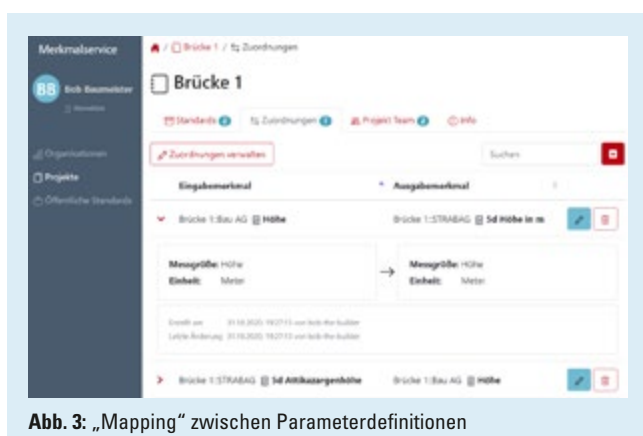 Merkmalservice
/ Brücke 1 / Zuordnungen
BB Bob Baumeister
Brücke 1
Abmelden
Standards Zuordnungen Projekt Team Info
Organisationen
Projekte
Öffentliche Standards
Zuordnungen verwalten
Suchen
Eingabemerkmal Ausgabemerkmal
Brücke 1:Bau AG Höhe Brücke 1:STRABAG 5d Höhe in m
Messgröße: Höhe Messgröße: Höhe
Einheit: Meter Einheit: Meter
Erstellt am
Letzte Änderung
Brücke 1:STRABAG 5d Attikazargenhöhe Brücke 1:Bau AG Höhe
Abb. 3: „Mapping“ zwischen Parameterdefinitionen